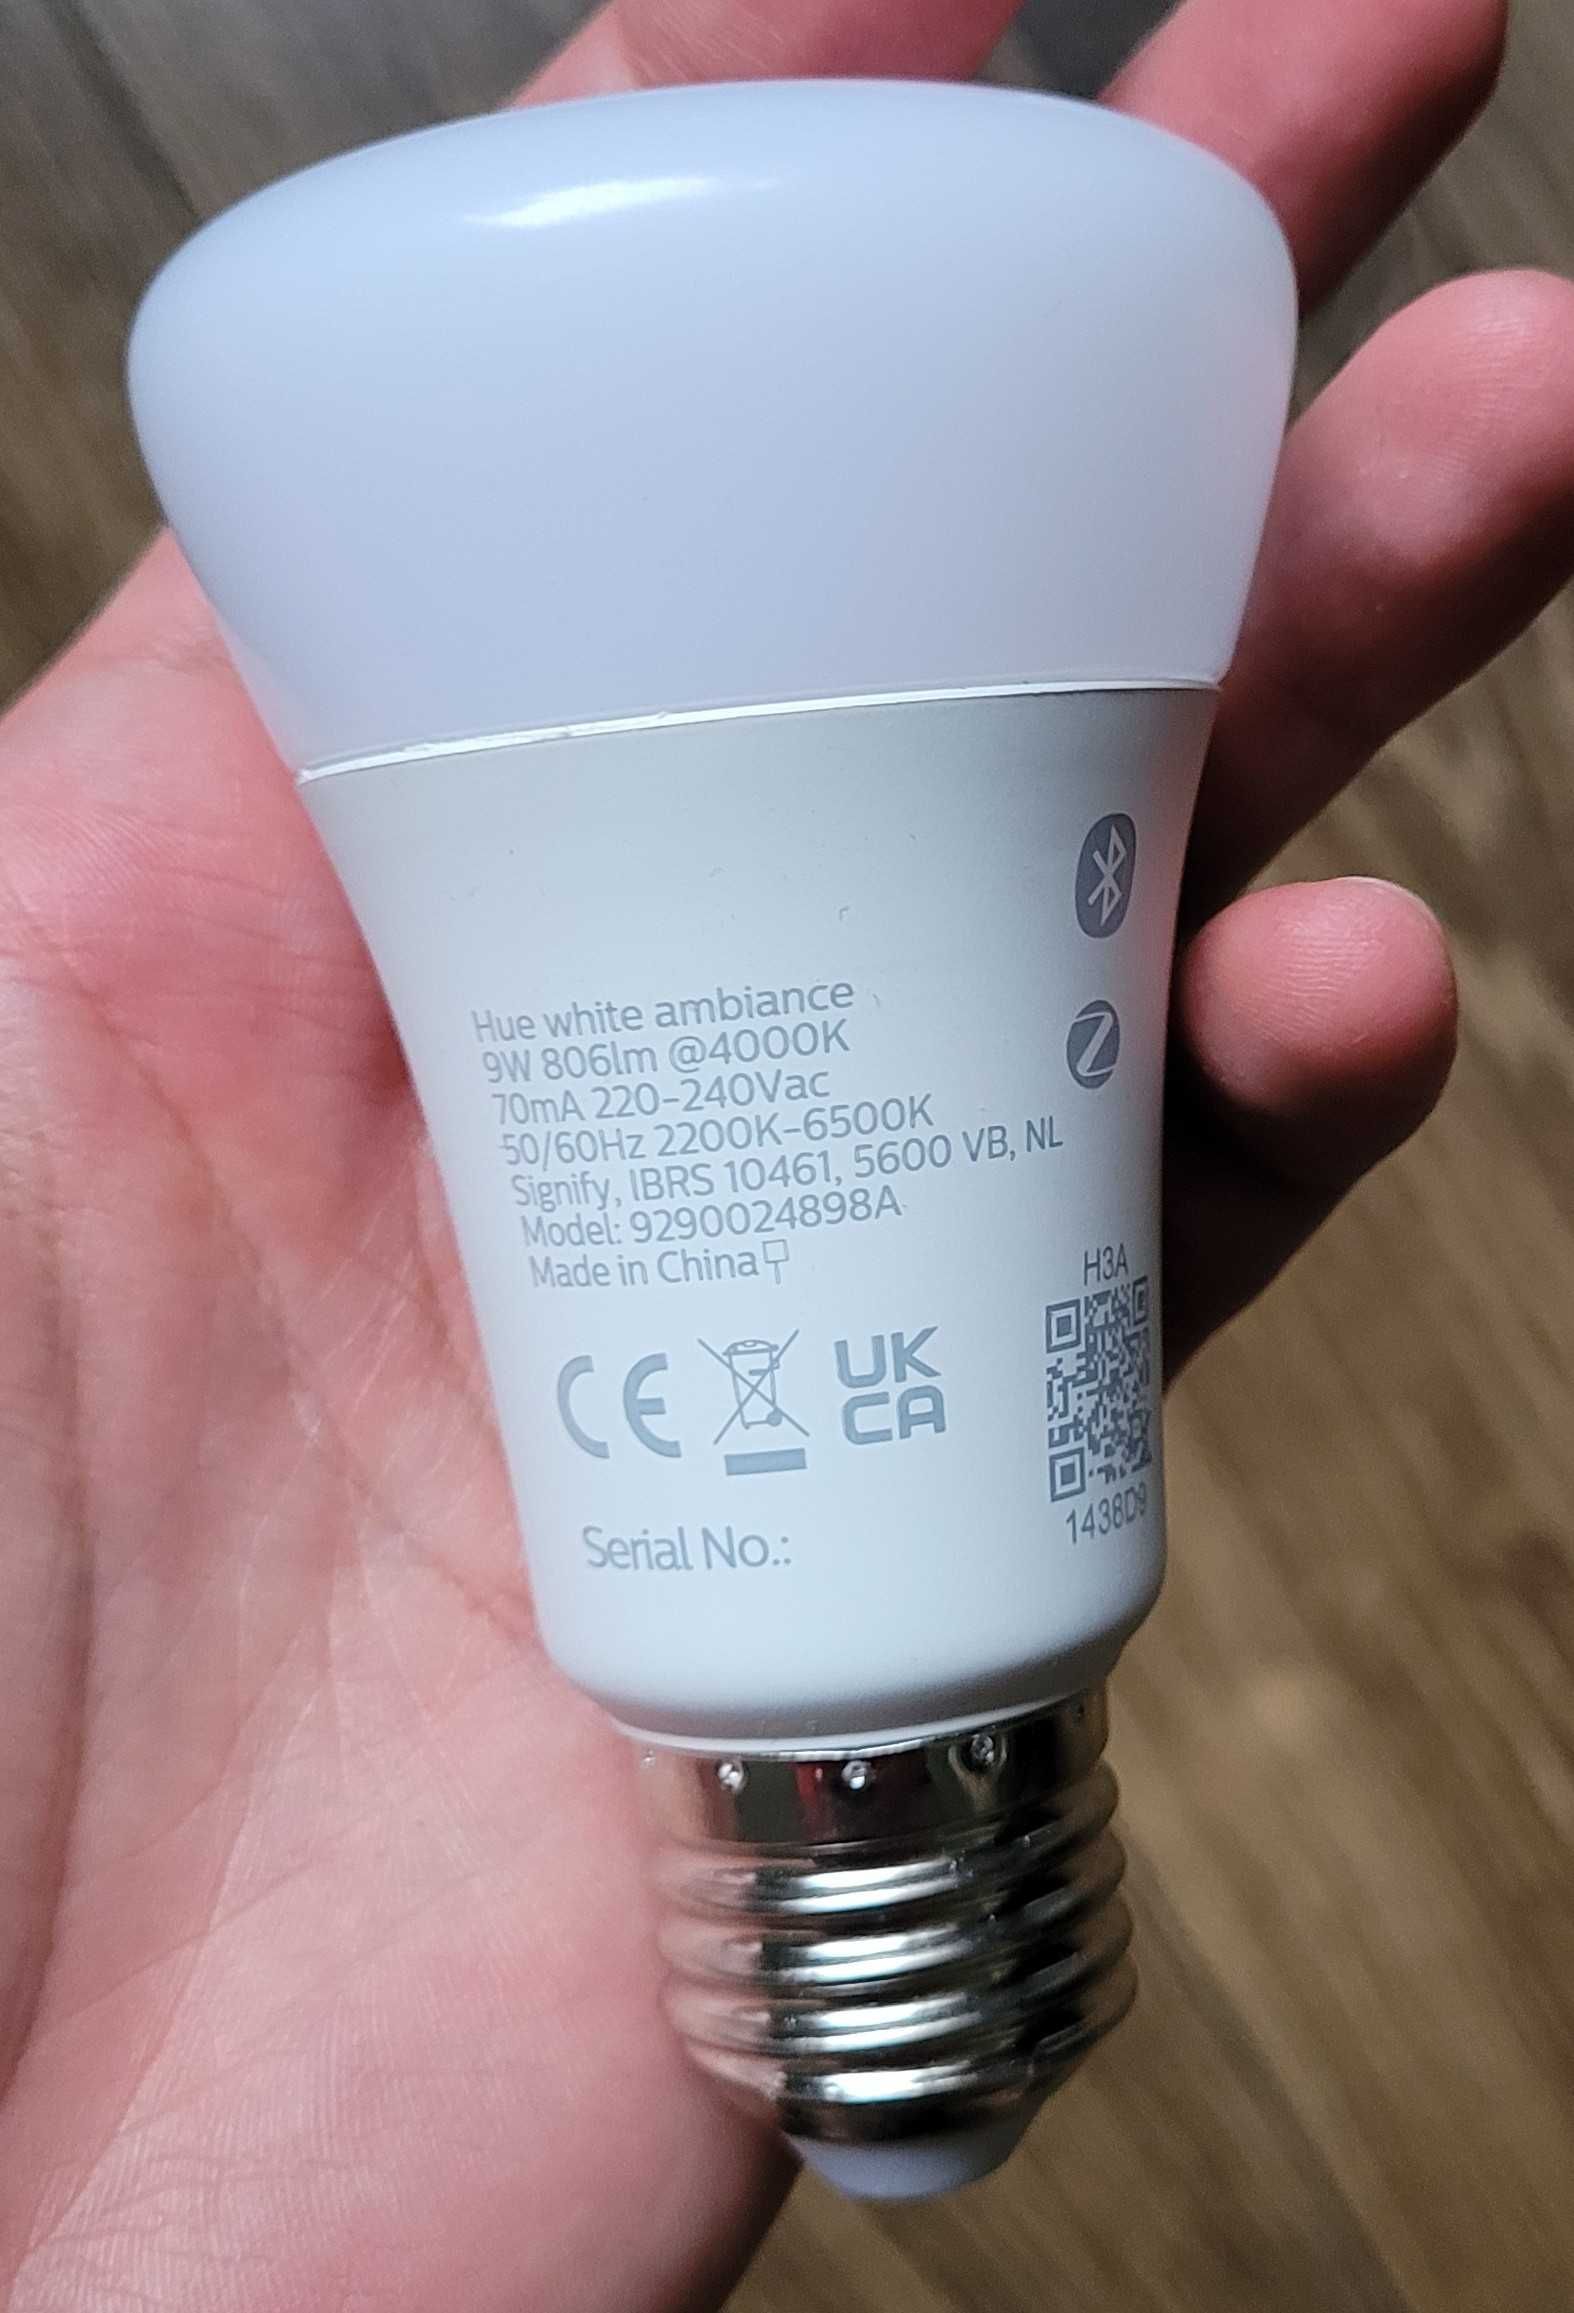 Hue white ambiance
9W 806lm @4000K
70mA 220-240Vac
50/60Hz 2200K-6500K
Signify, IBRS 10461, 5600 VB, NL
Model: 9290024898A
Made in China
CE
UK
CA
Serial No.:
H3A
1438D9